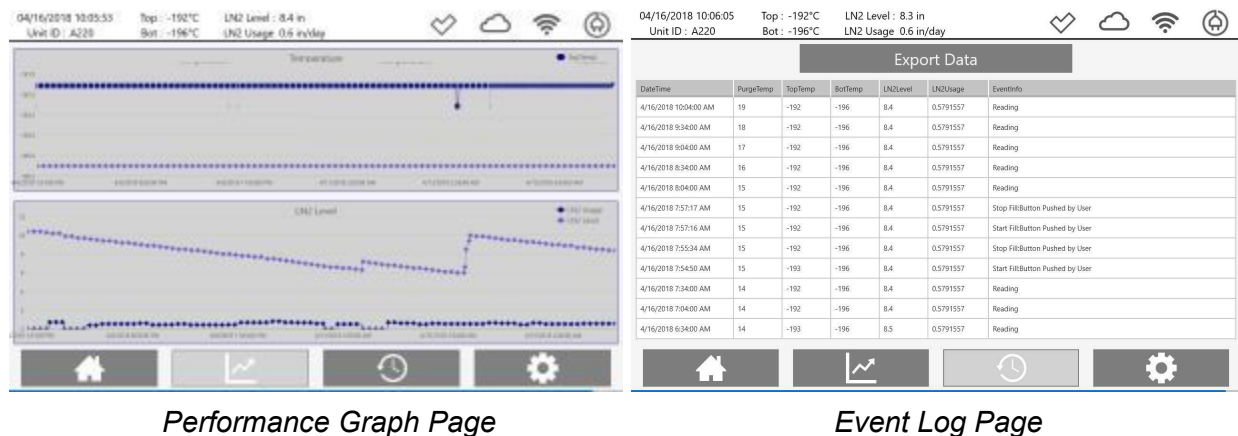 04/16/2018 10:05:53 Top : -192°C LN2 Level : 8.4 in
Unit ID : A220 Bot : -196°C LN2 Usage 0.6 in/day
Temperature
LN2 Level
LN2 Usage
LN2 Level
Performance Graph Page
04/16/2018 10:06:05 Top : -192°C LN2 Level : 8.3 in
Unit ID : A220 Bot : -196°C LN2 Usage 0.6 in/day
Export Data
DateTime PurgeTemp TopTemp BotTemp LN2Level LN2Usage EventInfo
4/16/2018 10:04:00 AM 19 -192 -196 8.4 0.5791557 Reading
4/16/2018 9:34:00 AM 18 -192 -196 8.4 0.5791557 Reading
4/16/2018 9:04:00 AM 17 -192 -196 8.4 0.5791557 Reading
4/16/2018 8:34:00 AM 16 -192 -196 8.4 0.5791557 Reading
4/16/2018 8:04:00 AM 15 -192 -196 8.4 0.5791557 Reading
4/16/2018 7:57:17 AM 15 -192 -196 8.4 0.5791557 Stop Fill:Button Pushed by User
4/16/2018 7:57:16 AM 15 -192 -196 8.4 0.5791557 Start Fill:Button Pushed by User
4/16/2018 7:55:34 AM 15 -192 -196 8.4 0.5791557 Stop Fill:Button Pushed by User
4/16/2018 7:54:50 AM 15 -193 -196 8.4 0.5791557 Start Fill:Button Pushed by User
4/16/2018 7:34:00 AM 14 -192 -196 8.4 0.5791557 Reading
4/16/2018 7:04:00 AM 14 -192 -196 8.4 0.5791557 Reading
4/16/2018 6:34:00 AM 14 -193 -196 8.5 0.5791557 Reading
Event Log Page